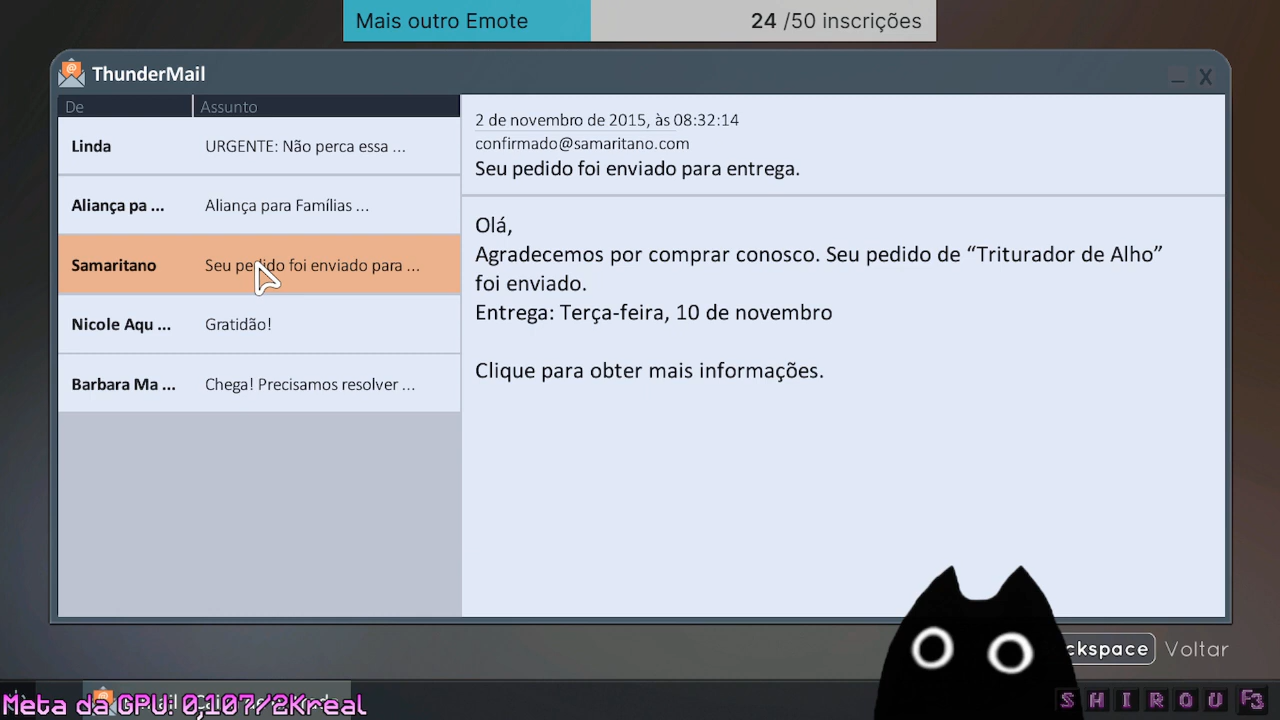 Mais outro Emote
24 /50 inscrições
ThunderMail
De Assunto
Linda URGENTE: Não perca essa ...
Aliança pa ... Aliança para Famílias ...
Samaritano Seu pedido foi enviado para ...
Nicole Aqu ... Gratidão!
Barbara Ma ... Chega! Precisamos resolver ...
2 de novembro de 2015, às 08:32:14
confirmado@samaritano.com
Seu pedido foi enviado para entrega.
Olá,
Agradecemos por comprar conosco. Seu pedido de “Triturador de Alho”
foi enviado.
Entrega: Terça-feira, 10 de novembro
Clique para obter mais informações.
ckspace Voltar
Meta da GPU: 0,107/2Kreal
SHIROU F3